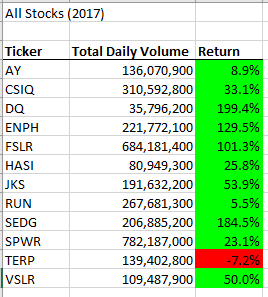 All Stocks (2017)
Ticker Total Daily Volume Return
AY 136,070,900 8.9%
CSIQ 310,592,800 33.1%
DQ 35,796,200 199.4%
ENPH 221,772,100 129.5%
FSLR 684,181,400 101.3%
HASI 80,949,300 25.8%
JKS 191,632,200 53.9%
RUN 267,681,300 5.5%
SEDG 206,885,200 184.5%
SPWR 782,187,000 23.1%
TERP 139,402,800 -7.2%
VSLR 109,487,900 50.0%